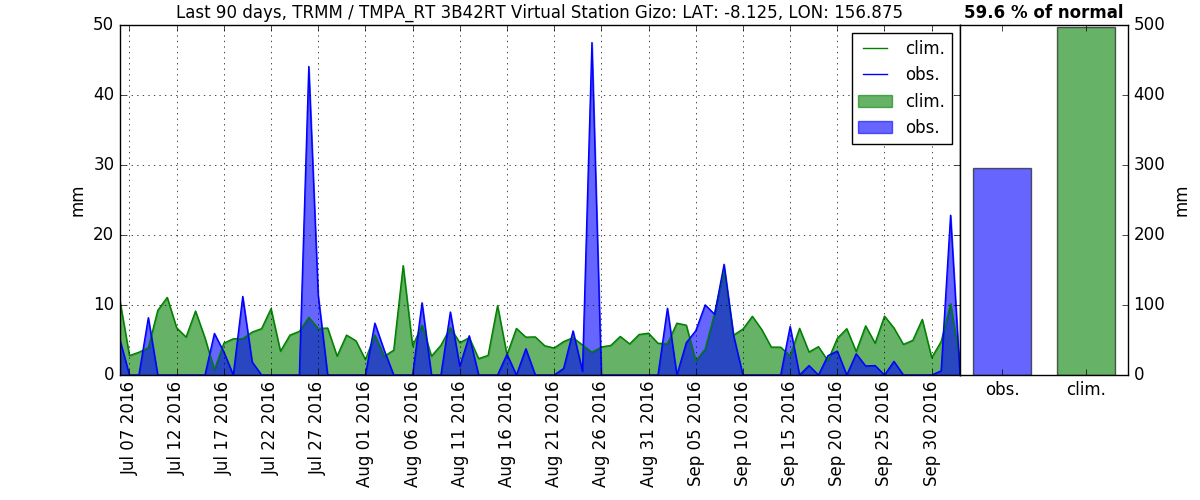 Last 90 days, TRMM / TMPA_RT 3B42RT Virtual Station Gizo: LAT: -8.125, LON: 156.875
59.6 % of normal
50
40
30
20
10
0
mm
clim.
obs.
clim.
obs.
500
400
300
200
100
0
mm
Jul 07 2016
Jul 12 2016
Jul 17 2016
Jul 22 2016
Jul 27 2016
Aug 01 2016
Aug 06 2016
Aug 11 2016
Aug 16 2016
Aug 21 2016
Aug 26 2016
Aug 31 2016
Sep 05 2016
Sep 10 2016
Sep 15 2016
Sep 20 2016
Sep 25 2016
Sep 30 2016
obs.
clim.